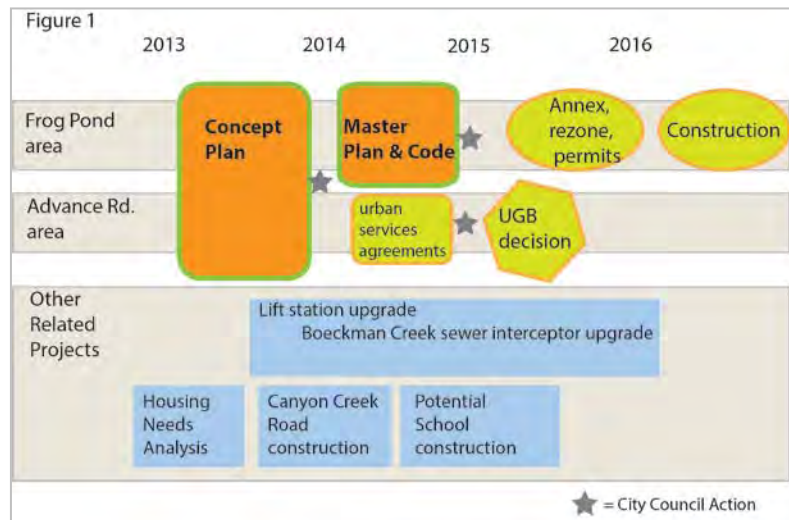 Figure 1
2013 2014 2015 2016
Frog Pond
area
Concept
Plan
Master
Plan & Code
Annex,
rezone,
permits
Construction
Advance Rd.
area
urban
services
agreements
UGB
decision
Other
Related
Projects
Lift station upgrade
Boeckman Creek sewer interceptor upgrade
Housing
Needs
Analysis
Canyon Creek
Road
construction
Potential
School
construction
= City Council Action